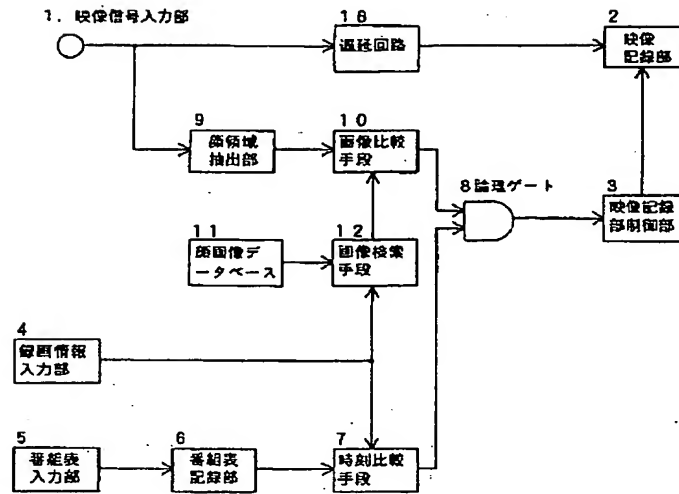 1. 映像信号入力部
18
遅延回路
2
映像
記録部
9
顔領域
抽出部
10
画像比較
手段
8 論理ゲート
3
映像記録
部制御部
11
顔画像デ
ータベース
12
画像検索
手段
4
録画情報
入力部
5
番組表
入力部
6
番組表
記録部
7
時刻比較
手段